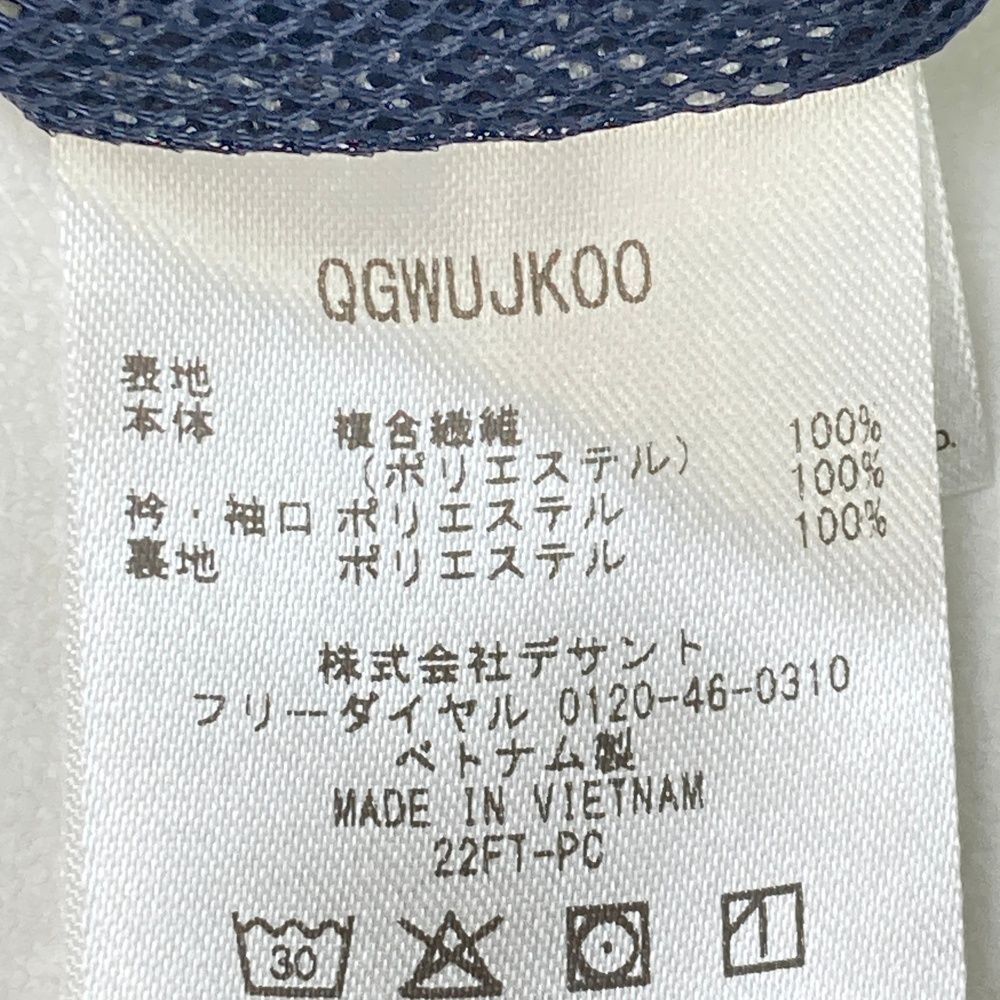 QGWUJK00
表地
本体 複合繊維
(ポリエステル) 100%
衿・袖口 ポリエステル 100%
裏地 ポリエステル 100%
株式会社デサント
フリーダイヤル 0120-46-0310
ベトナム製
MADE IN VIETNAM
22FT-PC
30